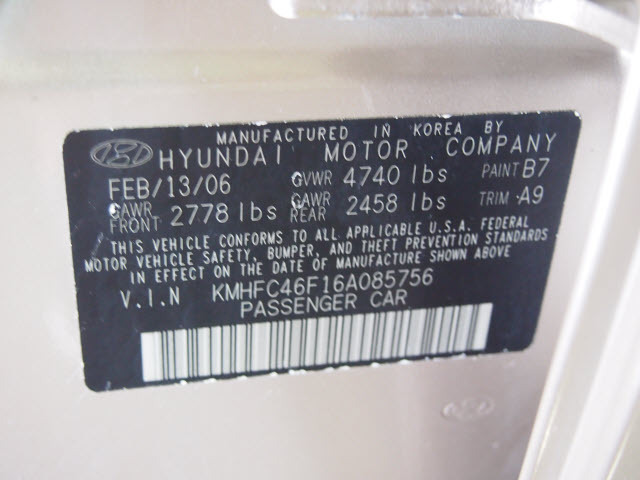 MANUFACTURED IN KOREA BY
HYUNDAI MOTOR COMPANY
FEB/13/06 GVWR 4740 lbs PAINT B7
GAWR FRONT 2778 lbs GAWR REAR 2458 lbs TRIM A9
THIS VEHICLE CONFORMS TO ALL APPLICABLE U.S.A. FEDERAL
MOTOR VEHICLE SAFETY, BUMPER, AND THEFT PREVENTION STANDARDS
IN EFFECT ON THE DATE OF MANUFACTURE SHOWN ABOVE
V.I.N KMHFC46F16A085756
PASSENGER CAR